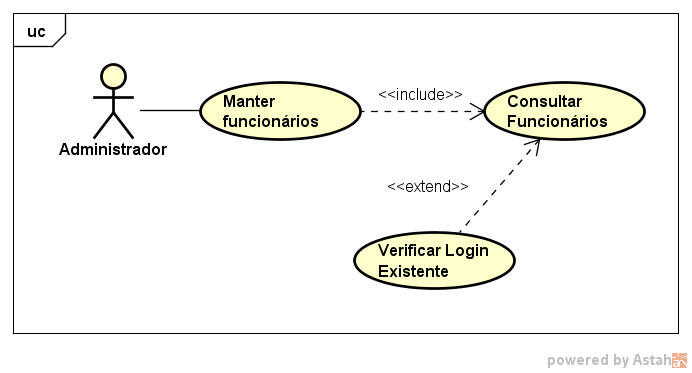 uc
<<include>>
Manter
funcionários
Consultar
Funcionários
Administrador
<<extend>>
Verificar Login
Existente
powered by Astah